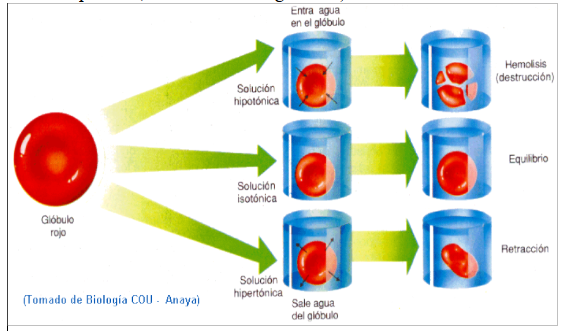 Entra agua
en el glóbulo
Solución
hipotónica
Hemolisis
(destrucción)
Solución
isotónica
Equilibrio
Glóbulo
rojo
Solución
hipertónica
Retracción
Sale agua
del glóbulo
(Tomado de Biología COU - Anaya)